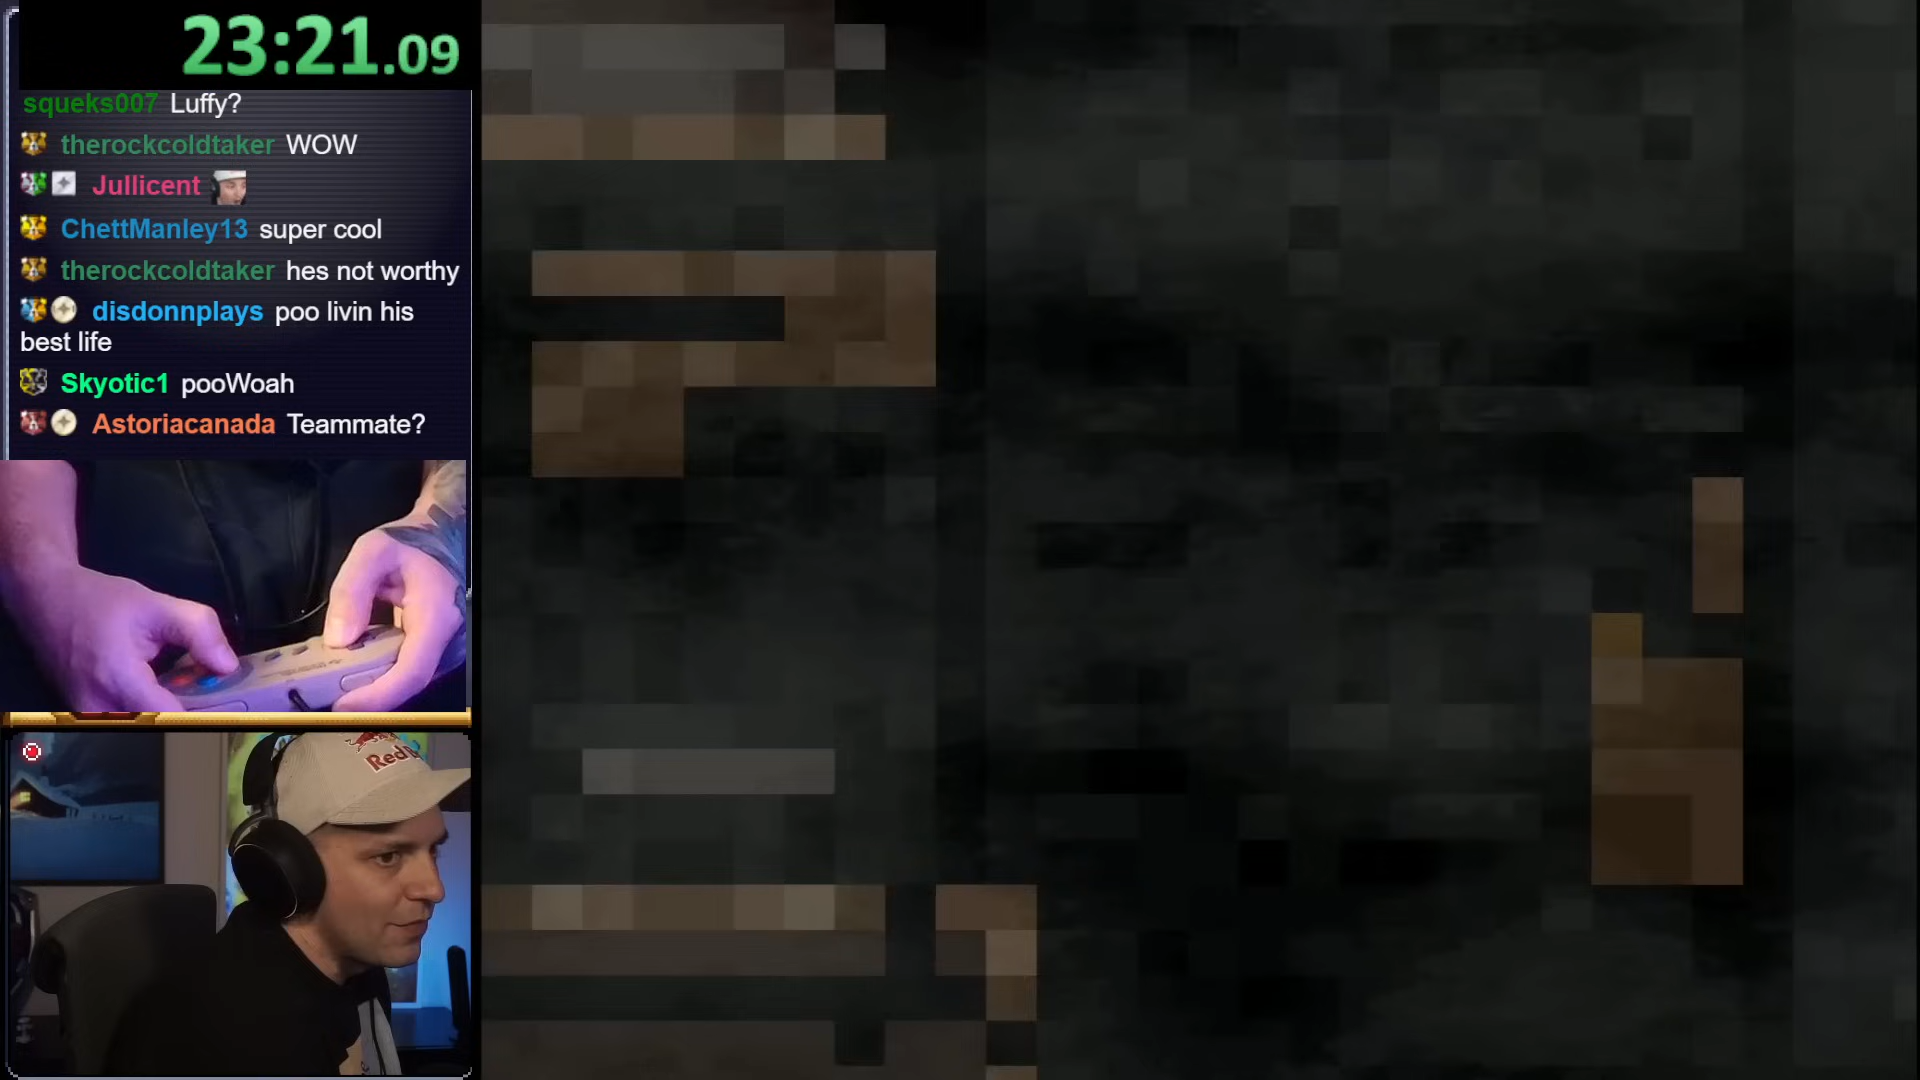 23:21.09
squeks007 Luffy?
therockcoldtaker WOW
Jullicent
ChettManley13 super cool
therockcoldtaker hes not worthy
disdonnplays poo livin his
best life
Skyotic1 pooWoah
Astoriacanada Teammate?